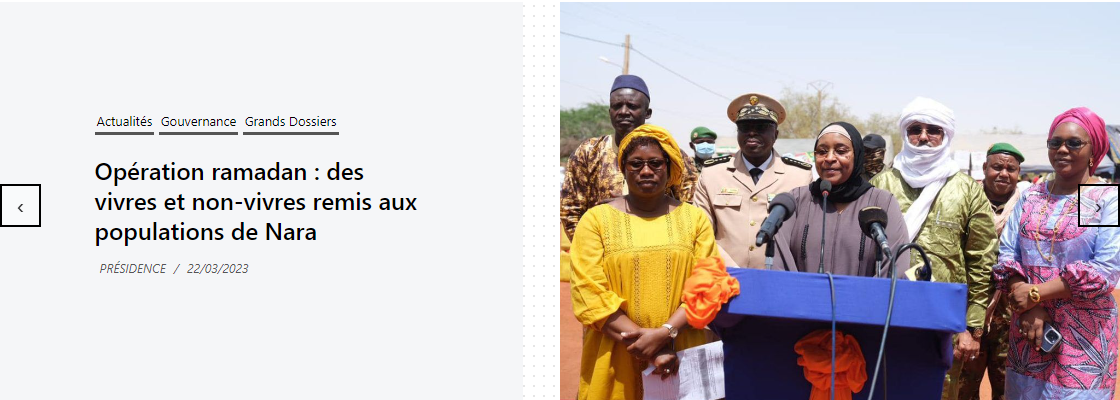 Actualités Gouvernance Grands Dossiers
Opération ramadan : des
vivres et non-vivres remis aux
populations de Nara
PRÉSIDENCE / 22/03/2023